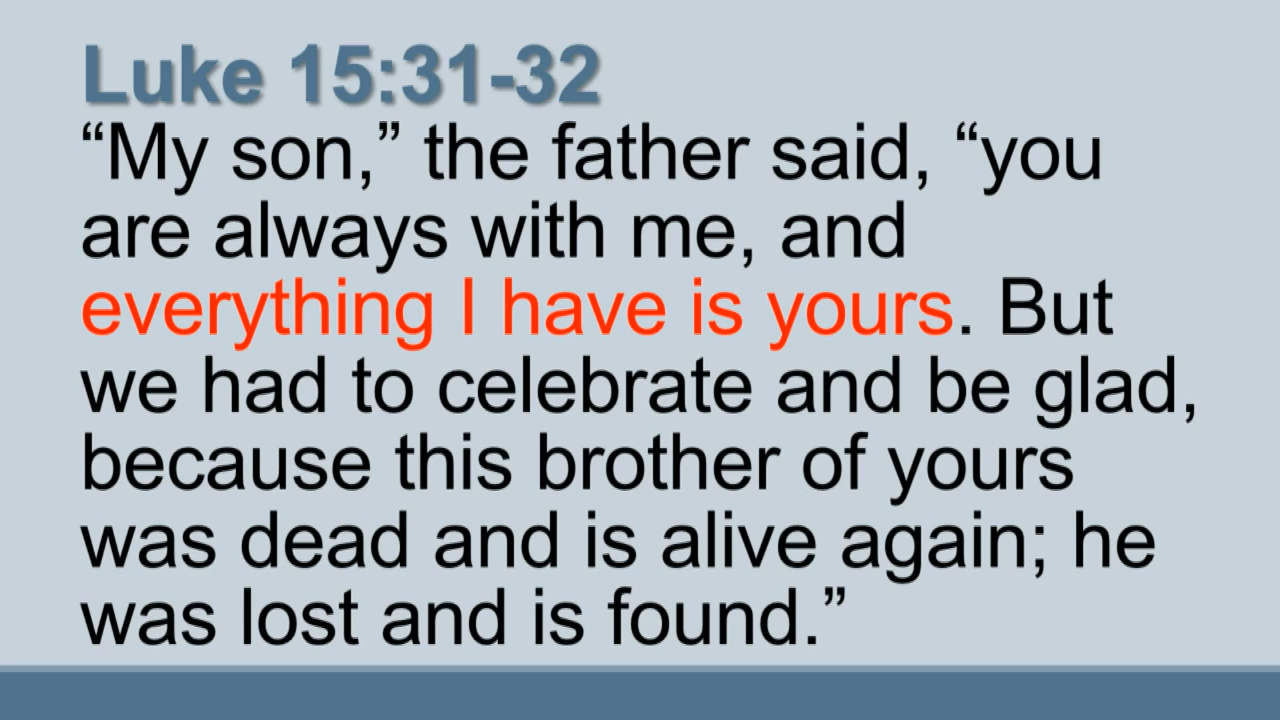 Luke 15:31-32
“My son,” the father said, “you
are always with me, and
everything I have is yours. But
we had to celebrate and be glad,
because this brother of yours
was dead and is alive again; he
was lost and is found.”